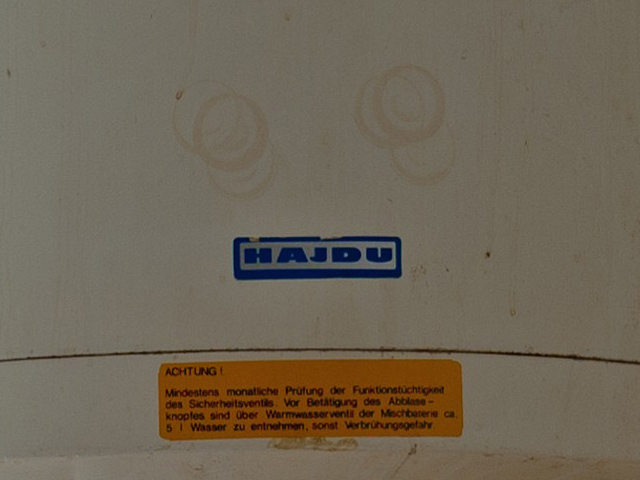 HAJDU
ACHTUNG !
Mindestens monatliche Prüfung der Funktionstüchtigkeit
des Sicherheitsventils. Vor Betätigung des Abblase –
knopfes sind über Warmwasserventil der Mischbaterie ca.
5 l Wasser zu entnehmen, sonst Verbrühungsgefahr.